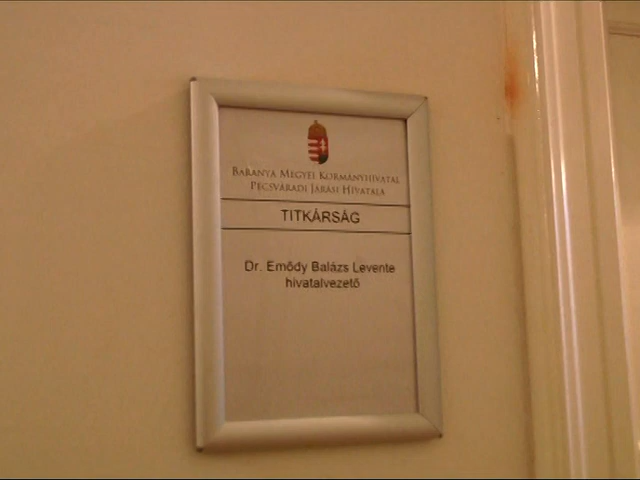 BARANYA MEGYEI KORMÁNYHIVATAL
PÉCSVÁRADI JÁRÁSI HIVATALA
TITKÁRSÁG
Dr. Emődy Balázs Levente
hivatalvezető